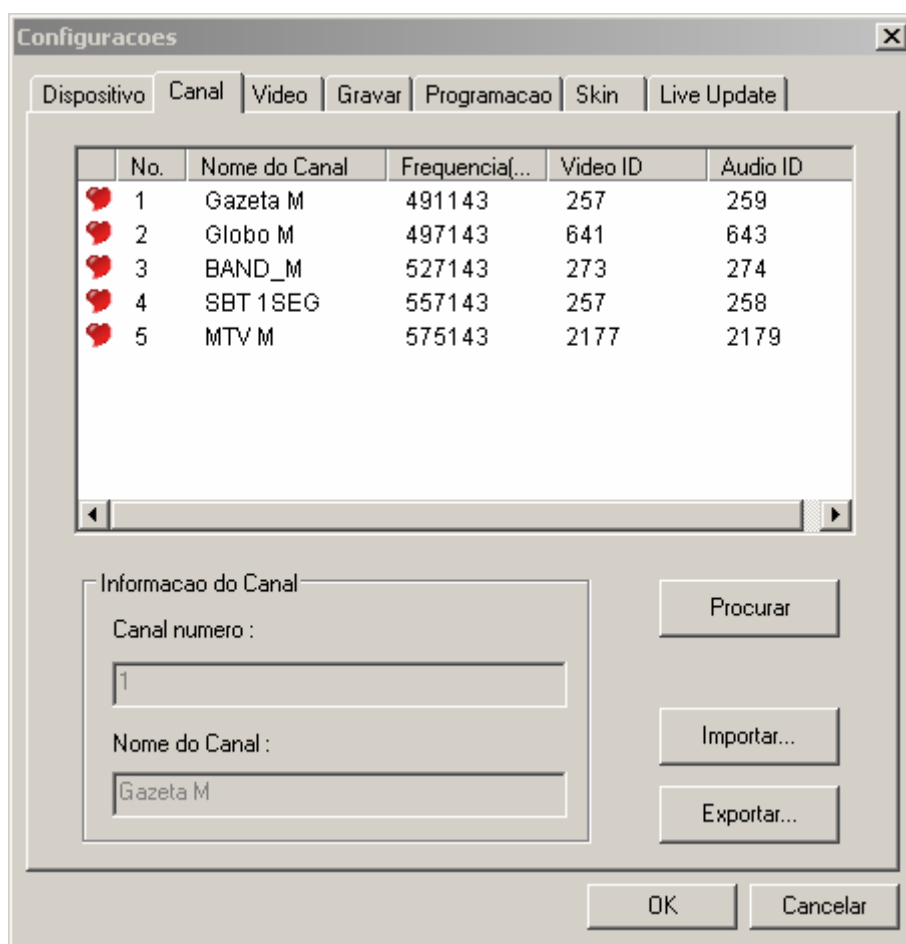 Configuracoes
Dispositivo Canal Video Gravar Programacao Skin Live Update
No. Nome do Canal Frequencia(... Video ID Audio ID
1 Gazeta M 491143 257 259
2 Globo M 497143 641 643
3 BAND_M 527143 273 274
4 SBT 1SEG 557143 257 258
5 MTV M 575143 2177 2179
Informacao do Canal
Canal numero :
1
Nome do Canal :
Gazeta M
Procurar
Importar...
Exportar...
OK Cancelar